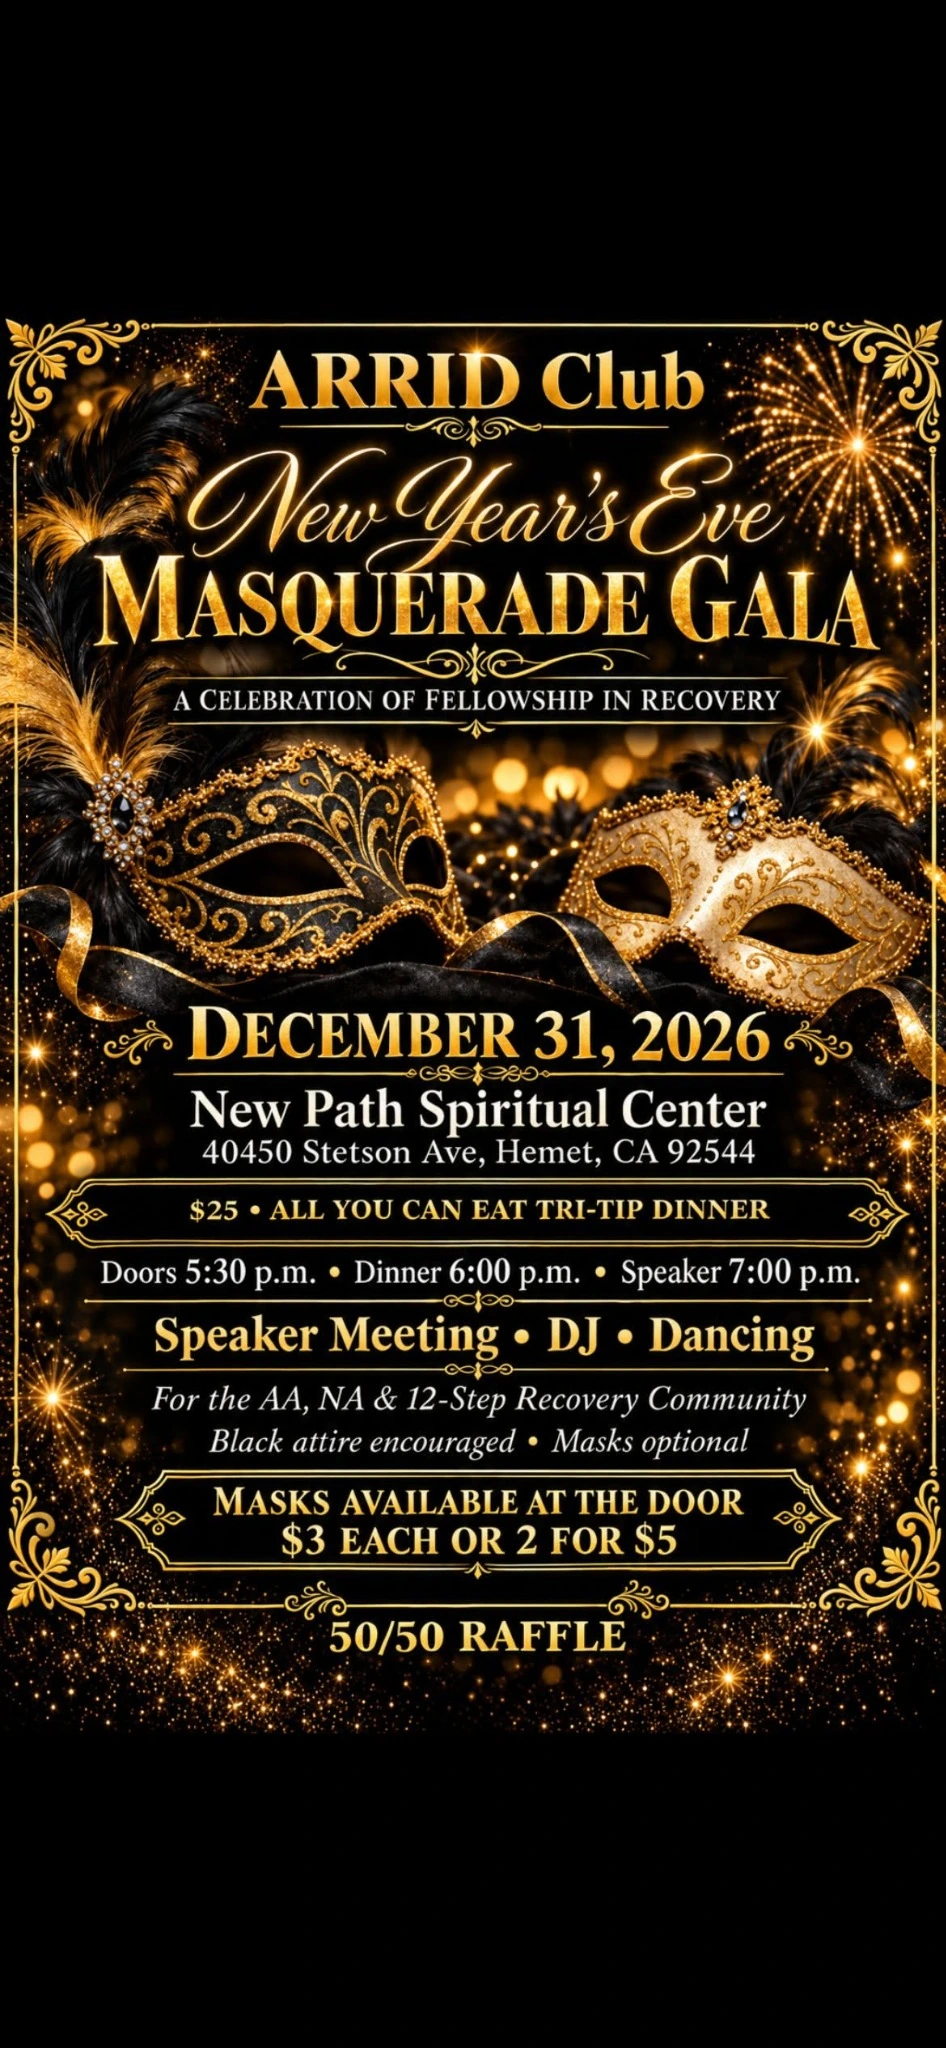 ARRID Club
New Year's Eve
MASQUERADE GALA
A CELEBRATION OF FELLOWSHIP IN RECOVERY
DECEMBER 31, 2026
New Path Spiritual Center
40450 Stetson Ave, Hemet, CA 92544
$25 • ALL YOU CAN EAT TRI-TIP DINNER
Doors 5:30 p.m. • Dinner 6:00 p.m. • Speaker 7:00 p.m.
Speaker Meeting • DJ • Dancing
For the AA, NA & 12-Step Recovery Community
Black attire encouraged • Masks optional
MASKS AVAILABLE AT THE DOOR
$3 EACH OR 2 FOR $5
50/50 RAFFLE